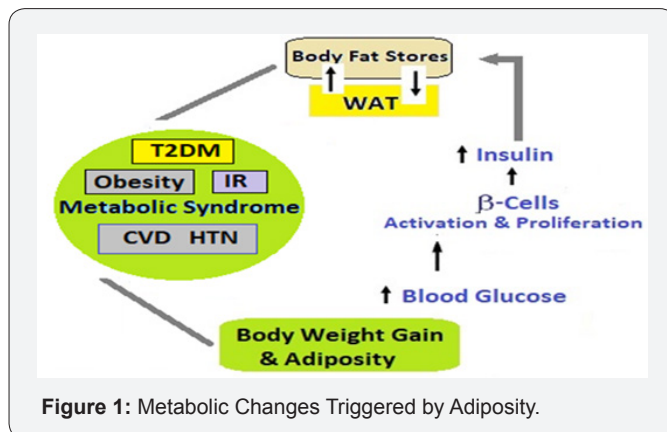 Body Fat Stores
WAT
T2DM
Obesity IR
Metabolic Syndrome
CVD HTN
↑ Insulin
β-Cells
Activation & Proliferation
↑ Blood Glucose
Body Weight Gain
& Adiposity
Figure 1: Metabolic Changes Triggered by Adiposity.